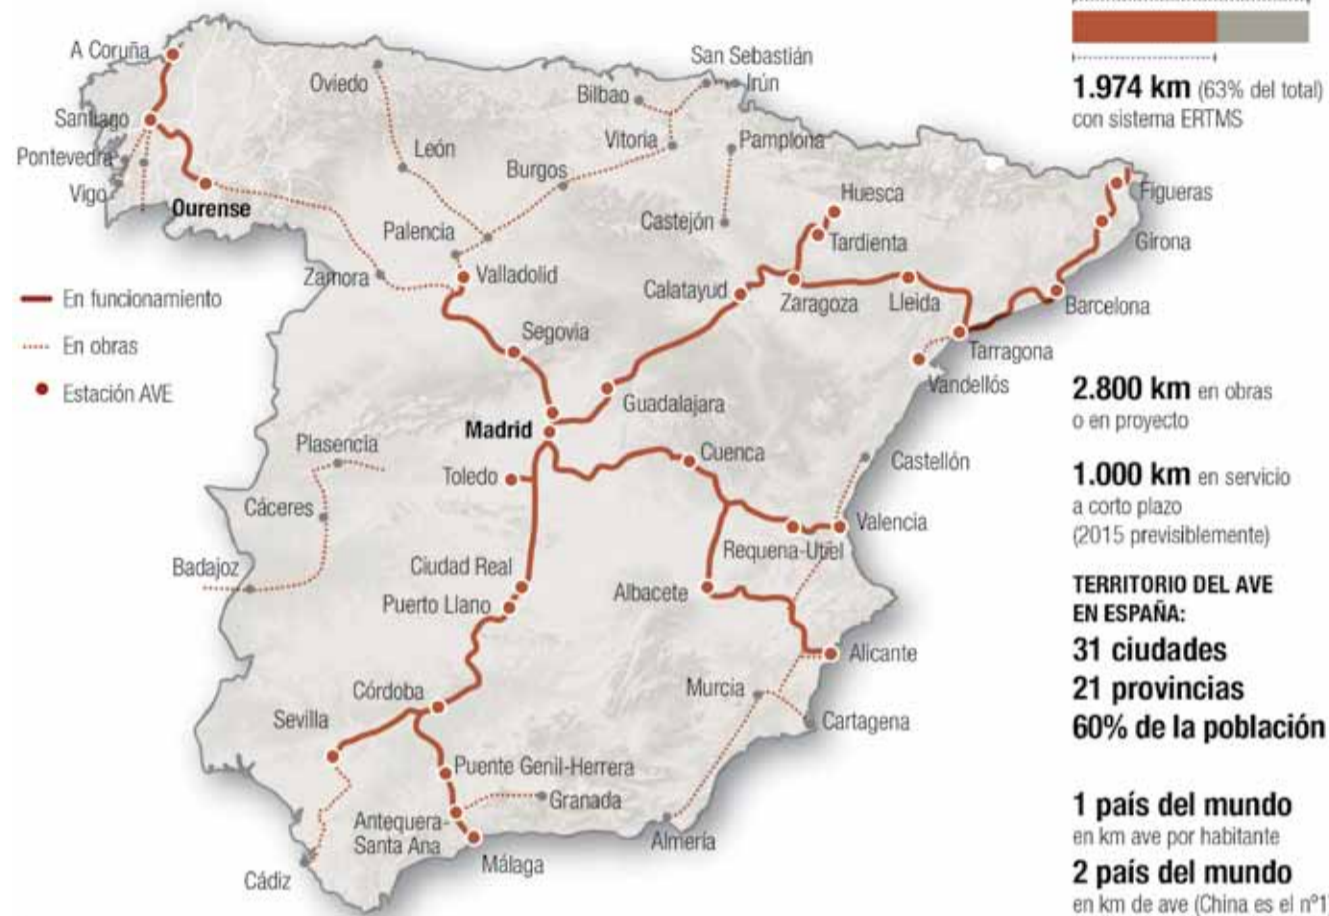 A Coruña
Santiago
Pontevedra
Vigo
Ourense
Oviedo
León
Palencia
Zamora
Valladolid
Segovia
Burgos
Bilbao
Vitoria
San Sebastián
Irún
Pamplona
Castejón
Huesca
Tardienta
Calatayud
Zaragoza
Lleida
Figueras
Girona
Barcelona
Tarragona
Vandellós
Guadalajara
Madrid
Toledo
Cuenca
Castellón
Valencia
Requena-Utiel
Albacete
Alicante
Murcia
Cartagena
Plasencia
Cáceres
Badajoz
Ciudad Real
Puerto Llano
Córdoba
Sevilla
Puente Genil-Herrera
Granada
Antequera-
Santa Ana
Málaga
Almería
Cádiz
En funcionamiento
En obras
Estación AVE
1.974 km (63% del total)
con sistema ERTMS
2.800 km en obras
o en proyecto
1.000 km en servicio
a corto plazo
(2015 previsiblemente)
TERRITORIO DEL AVE
EN ESPAÑA:
31 ciudades
21 provincias
60% de la población
1 país del mundo
en km ave por habitante
2 país del mundo
en km de ave (China es el nº1